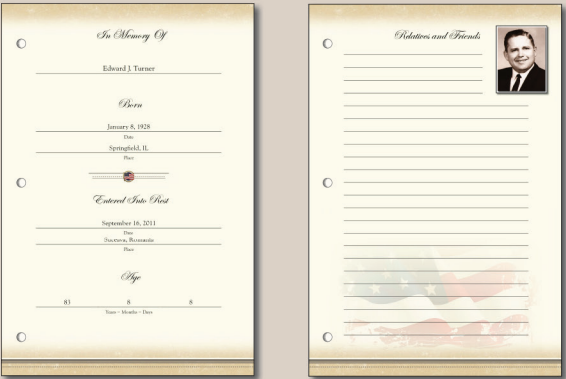 In Memory Of
Edward J. Turner
Born
January 8, 1928
Date
Springfield, IL
Place
Entered Into Rest
September 16, 2011
Date
Place
Age
83 8 8
Years ~ Months ~ Days
Relatives and Friends